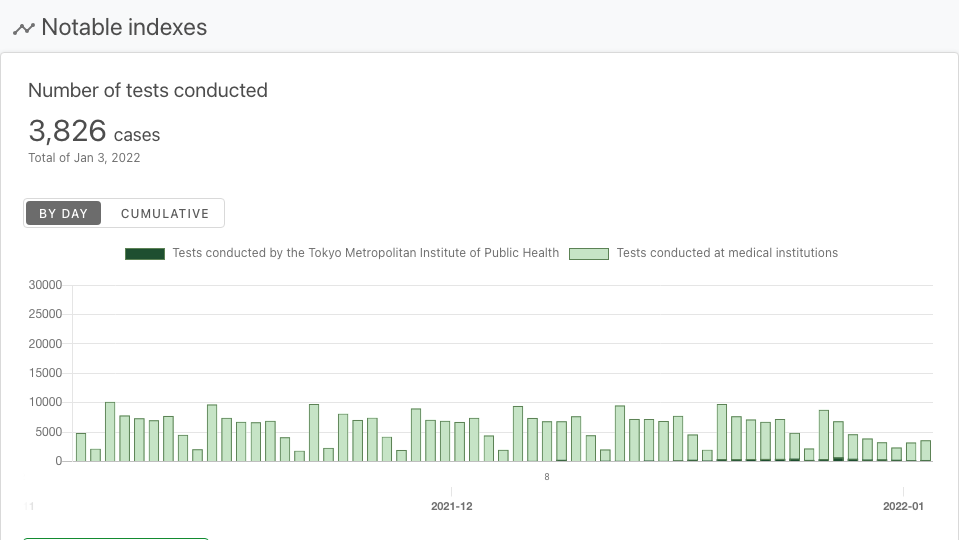 Notable indexes
Number of tests conducted
3,826 cases
Total of Jan 3, 2022
BY DAY CUMULATIVE
Tests conducted by the Tokyo Metropolitan Institute of Public Health Tests conducted at medical institutions
30000
25000
20000
15000
10000
5000
0
8
1 2021-12 2022-01